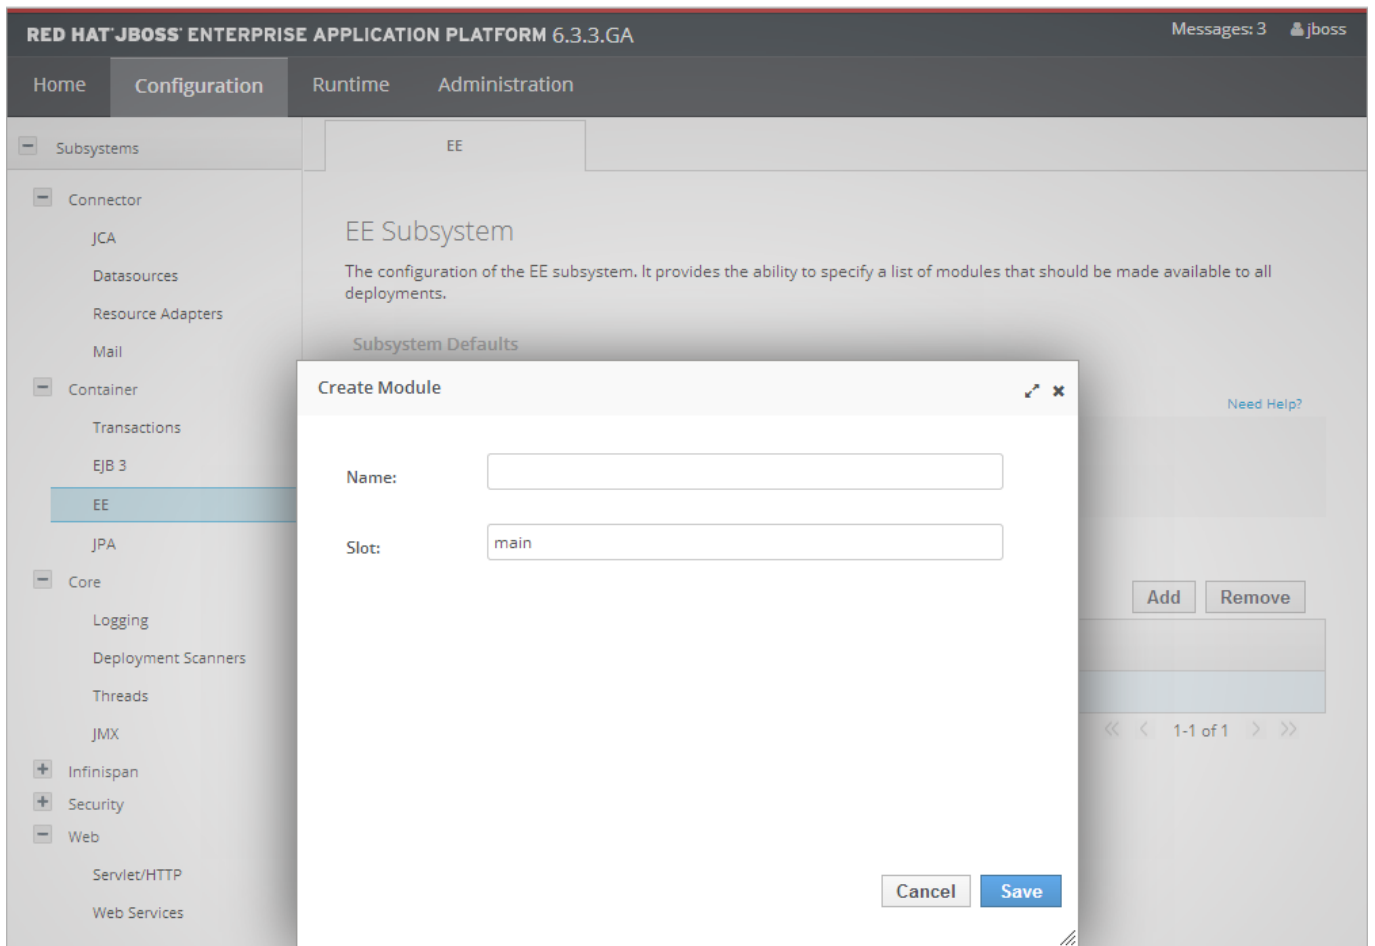 RED HAT JBOSS ENTERPRISE APPLICATION PLATFORM 6.3.3.GA
Messages: 3 jboss
Home Configuration Runtime Administration
Subsystems
Connector
JCA
Datasources
Resource Adapters
Mail
Container
Transactions
EJB 3
EE
JPA
Core
Logging
Deployment Scanners
Threads
JMX
Infinispan
Security
Web
Servlet/HTTP
Web Services
EE
EE Subsystem
The configuration of the EE subsystem. It provides the ability to specify a list of modules that should be made available to all
deployments.
Subsystem Defaults
Need Help?
Add Remove
1-1 of 1
Create Module
Name:
Slot: main
Cancel Save